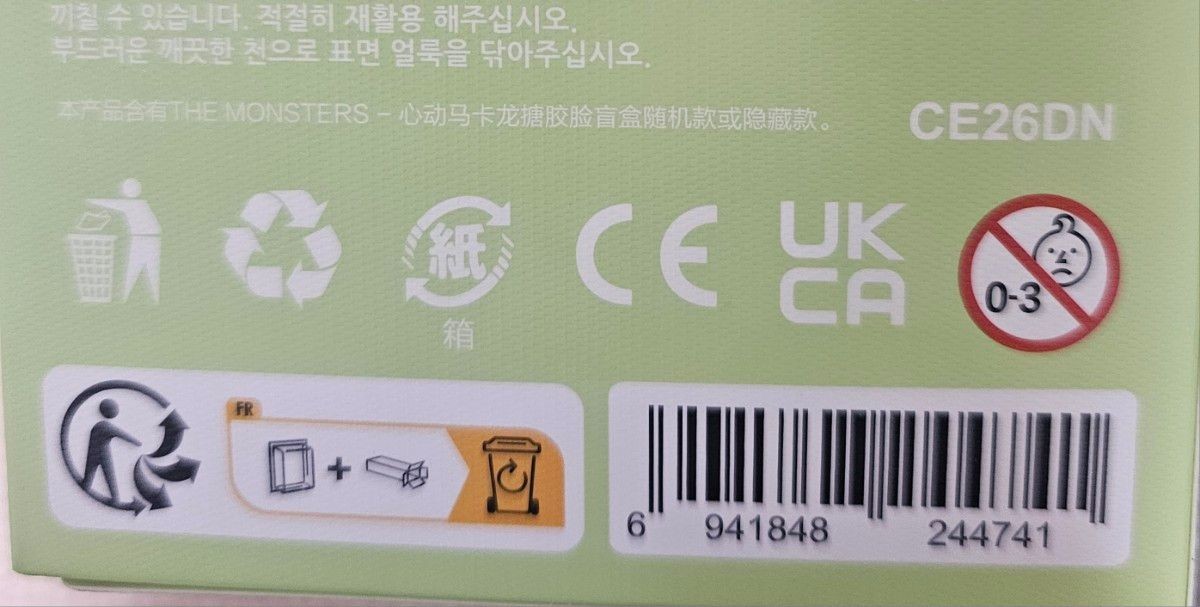 끼칠 수 있습니다. 적절히 재활용 해주십시오.
부드러운 깨끗한 천으로 표면 얼룩을 닦아주십시오.
本产品含有THE MONSTERS - 心动马卡龙搪胶脸盲盒随机款或隐藏款。
CE26DN
紙
箱
CE
UK
CA
0-3
FR
6 941848 244741